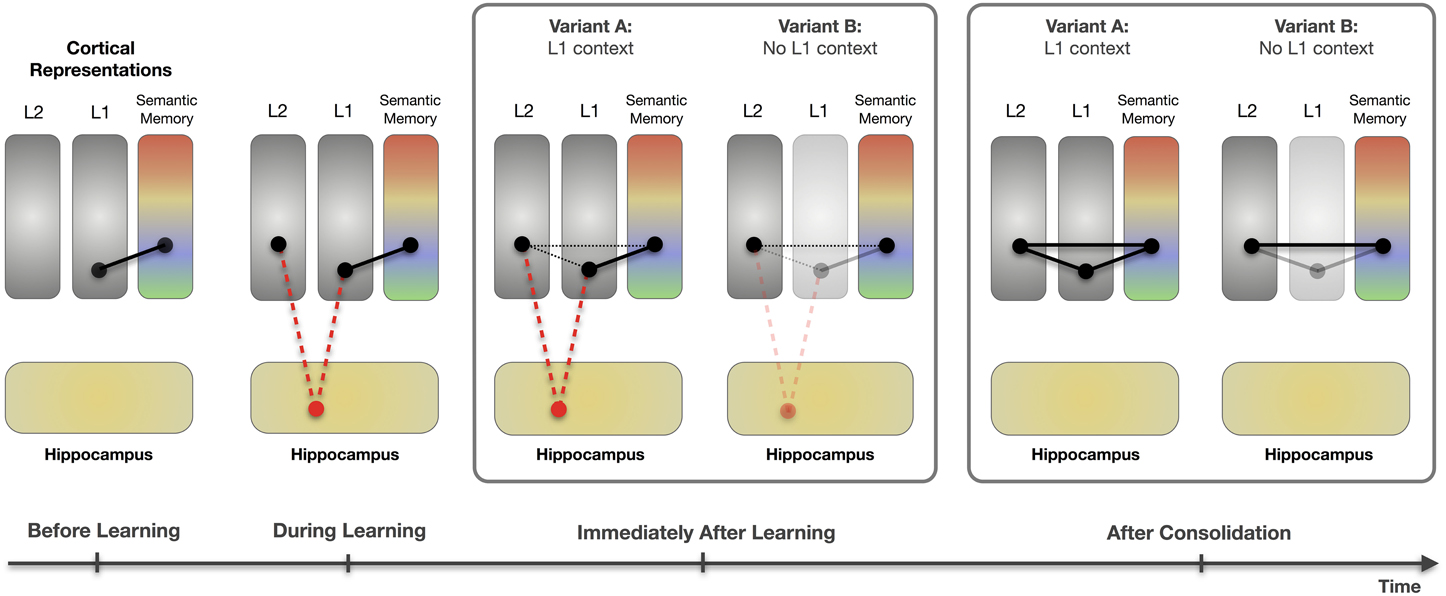 Cortical
Representations
L2
L1
Semantic
Memory
Hippocampus
L2
L1
Semantic
Memory
Hippocampus
Variant A:
L1 context
L2
L1
Semantic
Memory
Hippocampus
Variant B:
No L1 context
L2
L1
Semantic
Memory
Hippocampus
Variant A:
L1 context
L2
L1
Semantic
Memory
Hippocampus
Variant B:
No L1 context
L2
L1
Semantic
Memory
Hippocampus
Before Learning
During Learning
Immediately After Learning
After Consolidation
Time